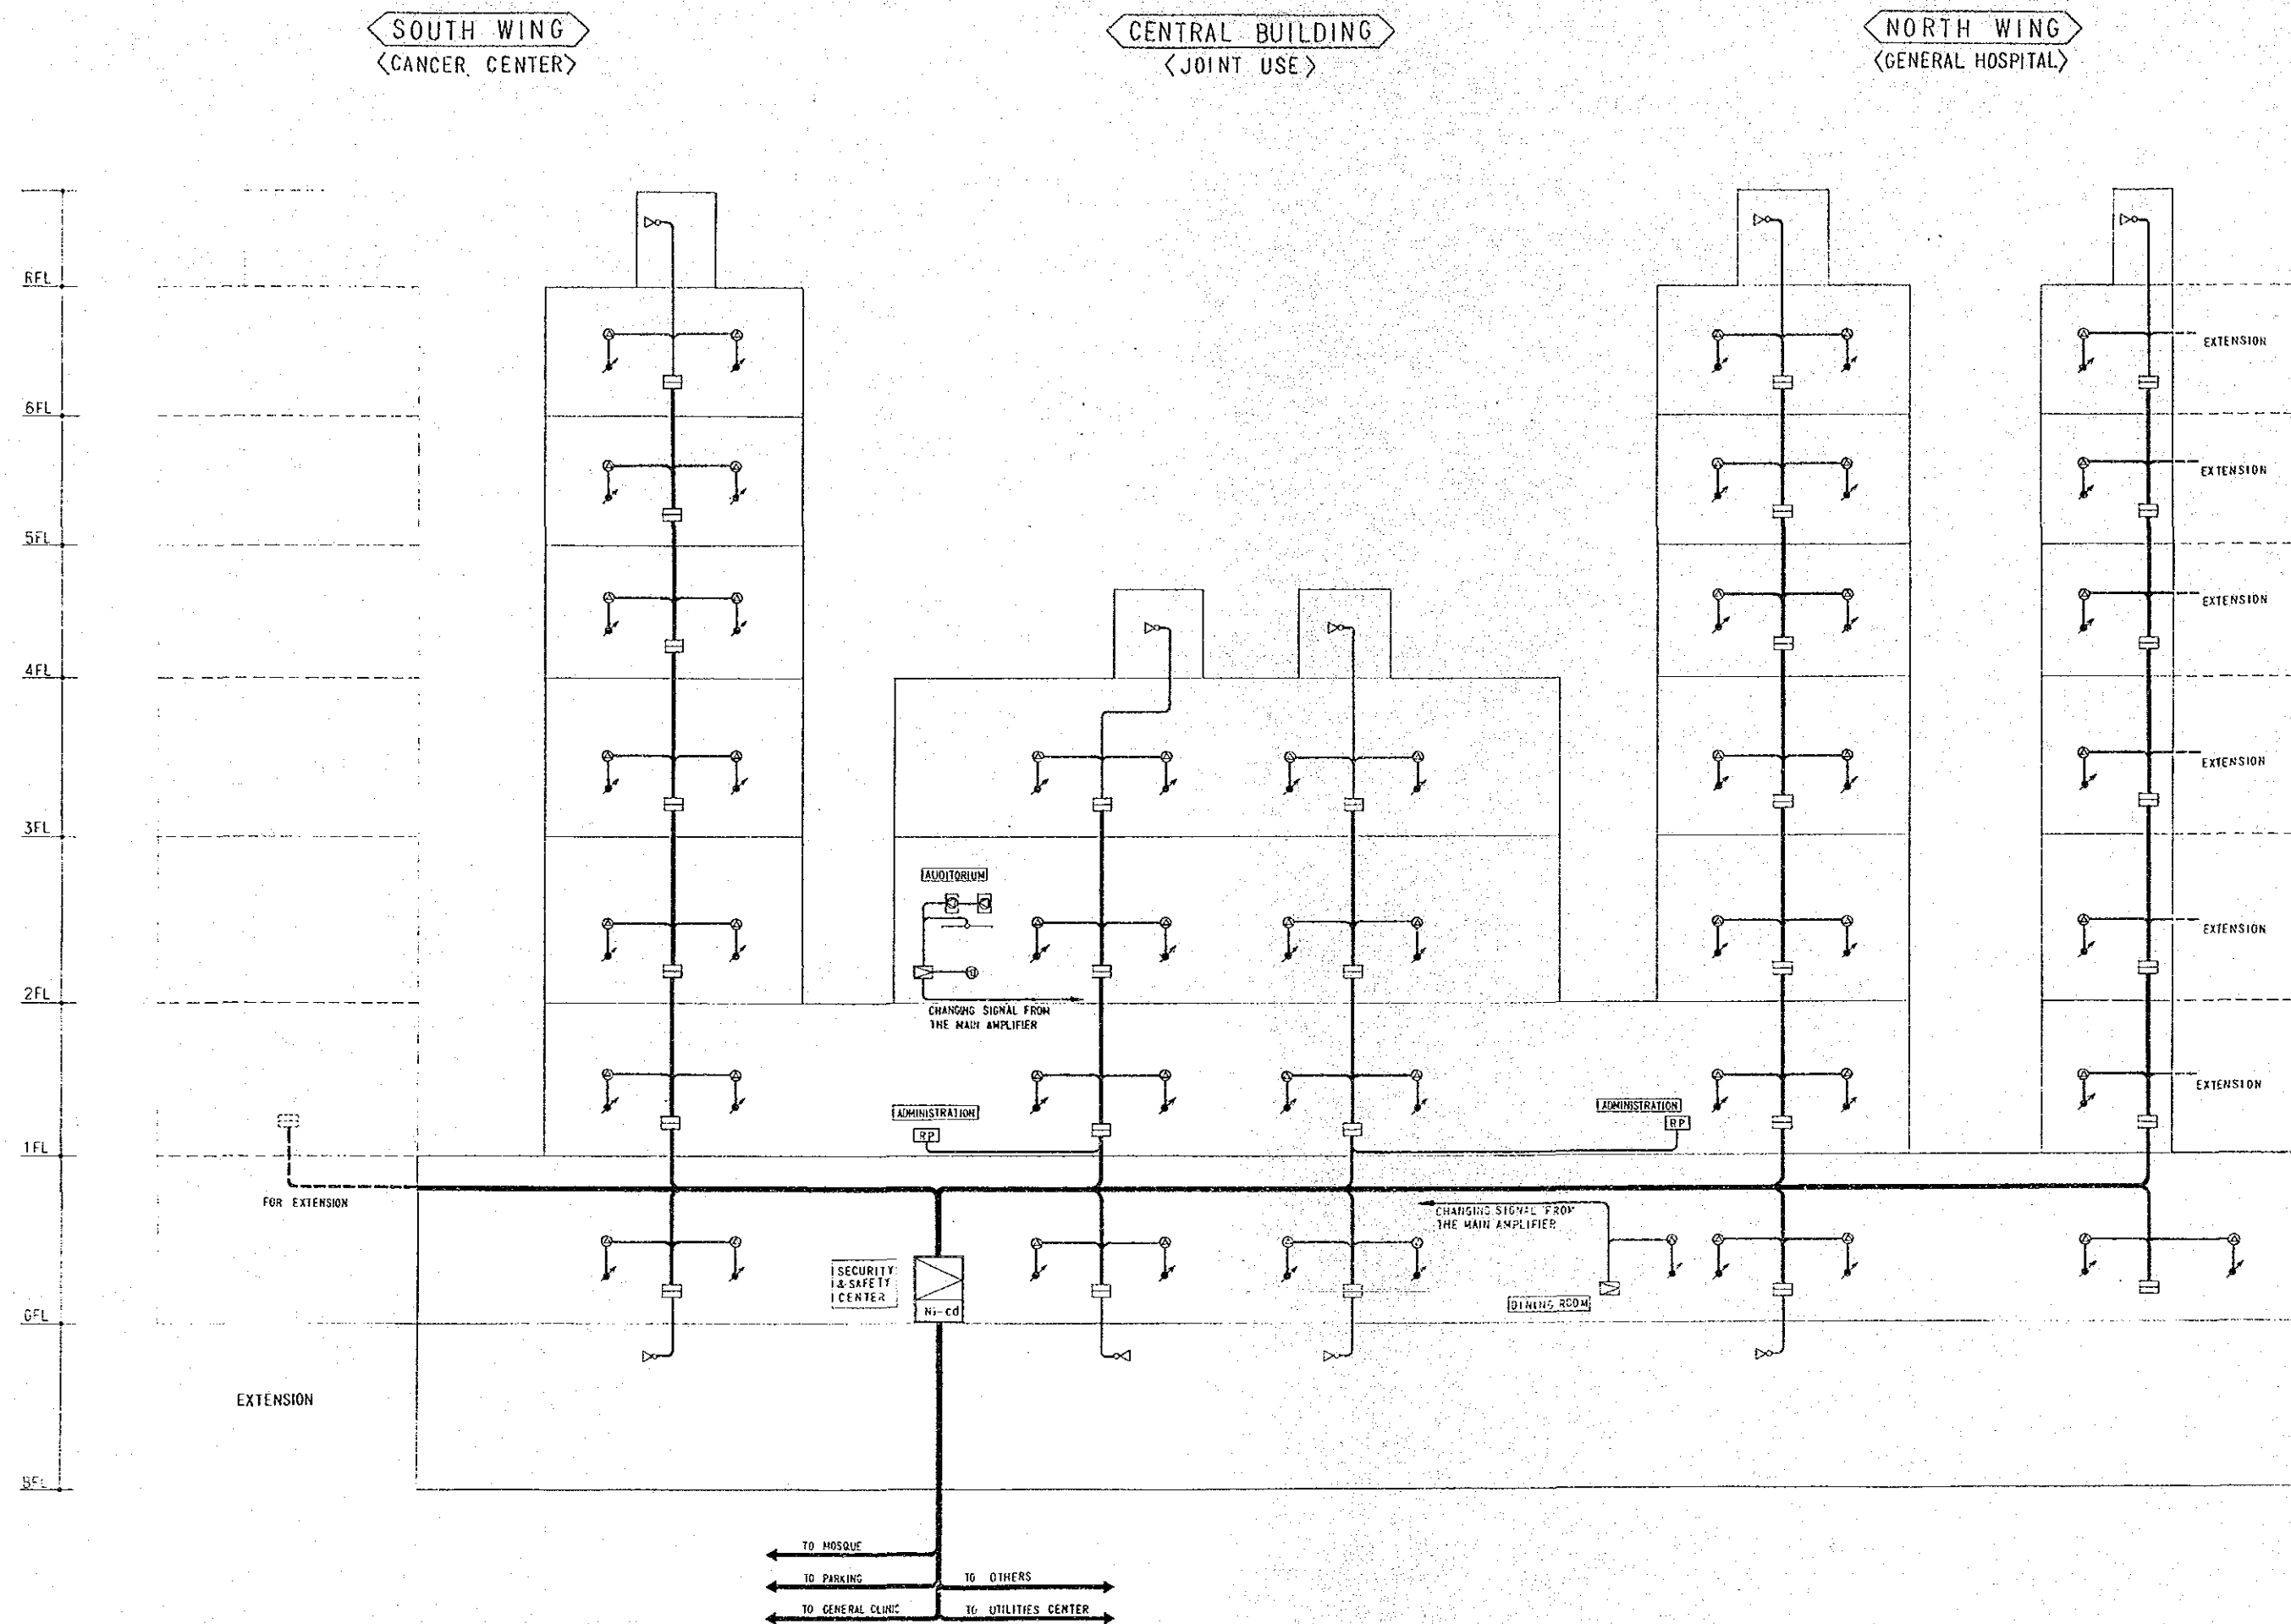 SOUTH WING
<CANCER CENTER>
CENTRAL BUILDING
<JOINT USE>
NORTH WING
<GENERAL HOSPITAL>
RFL
EXTENSION
6FL
EXTENSION
5FL
EXTENSION
4FL
EXTENSION
3FL
AUDITORIUM
EXTENSION
2FL
CHANGING SIGNAL FROM
THE MAIN AMPLIFIER
EXTENSION
ADMINISTRATION
RP
ADMINISTRATION
RP
1FL
FOR EXTENSION
CHANGING SIGNAL FROM
THE MAIN AMPLIFIER
SECURITY
& SAFETY
CENTER
Ni-cd
DINING ROOM
GFL
EXTENSION
BFL
TO MOSQUE
TO PARKING
TO OTHERS
TO GENERAL CLINIC
TO UTILITIES CENTER